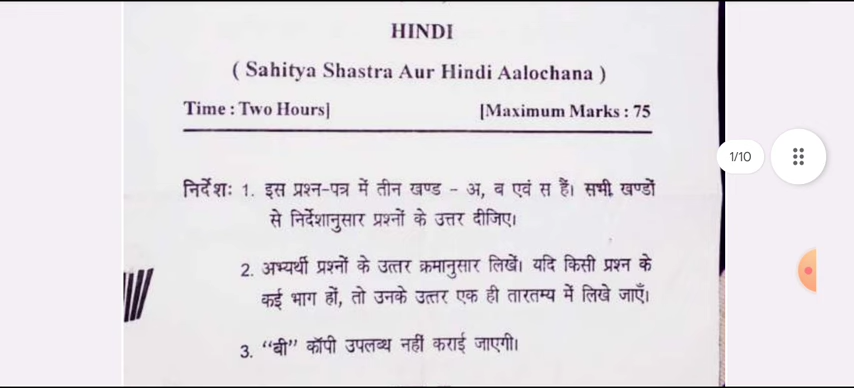 HINDI
( Sahitya Shastra Aur Hindi Aalochana )
Time : Two Hours] [Maximum Marks : 75
निर्देशः 1. इस प्रश्न-पत्र में तीन खण्ड - अ, ब एवं स हैं। सभी खण्डों
से निर्देशानुसार प्रश्नों के उत्तर दीजिए।
2. अभ्यर्थी प्रश्नों के उत्तर क्रमानुसार लिखें। यदि किसी प्रश्न के
कई भाग हों, तो उनके उत्तर एक ही तारतम्य में लिखे जाएँ।
3. “बी” कॉपी उपलब्ध नहीं कराई जाएगी।
1/10